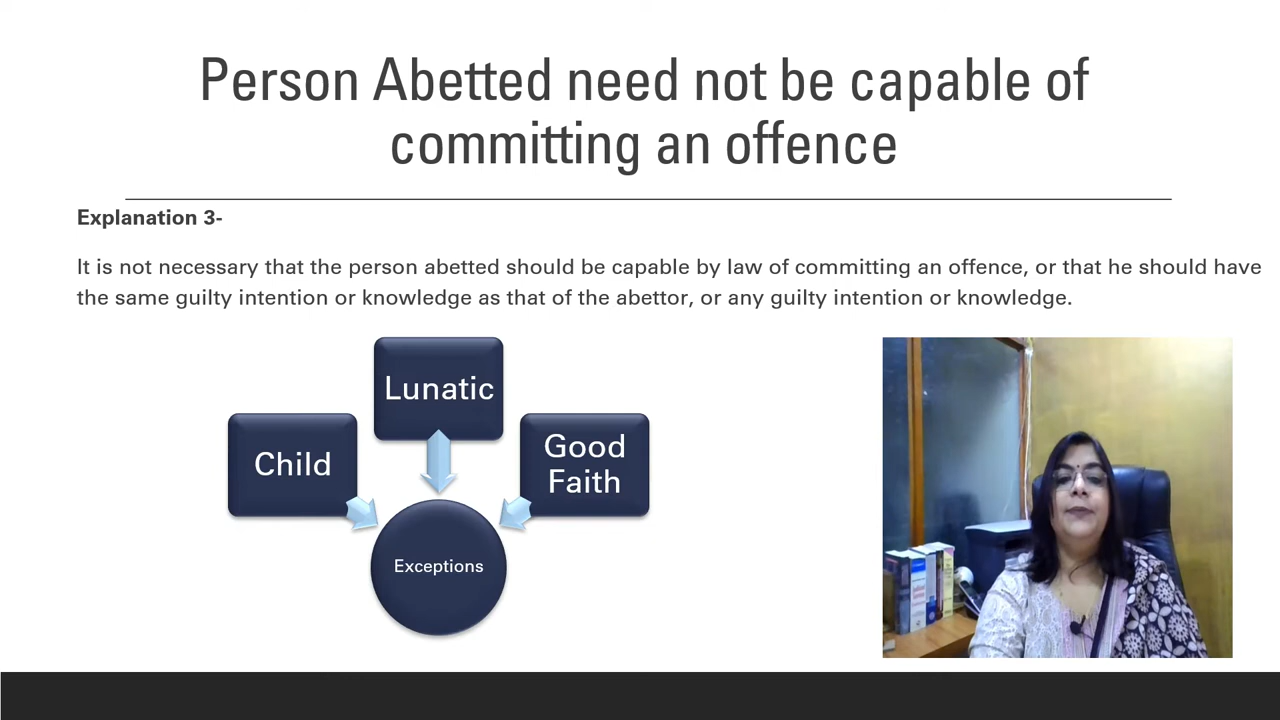 Person Abetted need not be capable of
committing an offence
Explanation 3-
It is not necessary that the person abetted should be capable by law of committing an offence, or that he should have
the same guilty intention or knowledge as that of the abettor, or any guilty intention or knowledge.
Lunatic
Child
Good
Faith
Exceptions